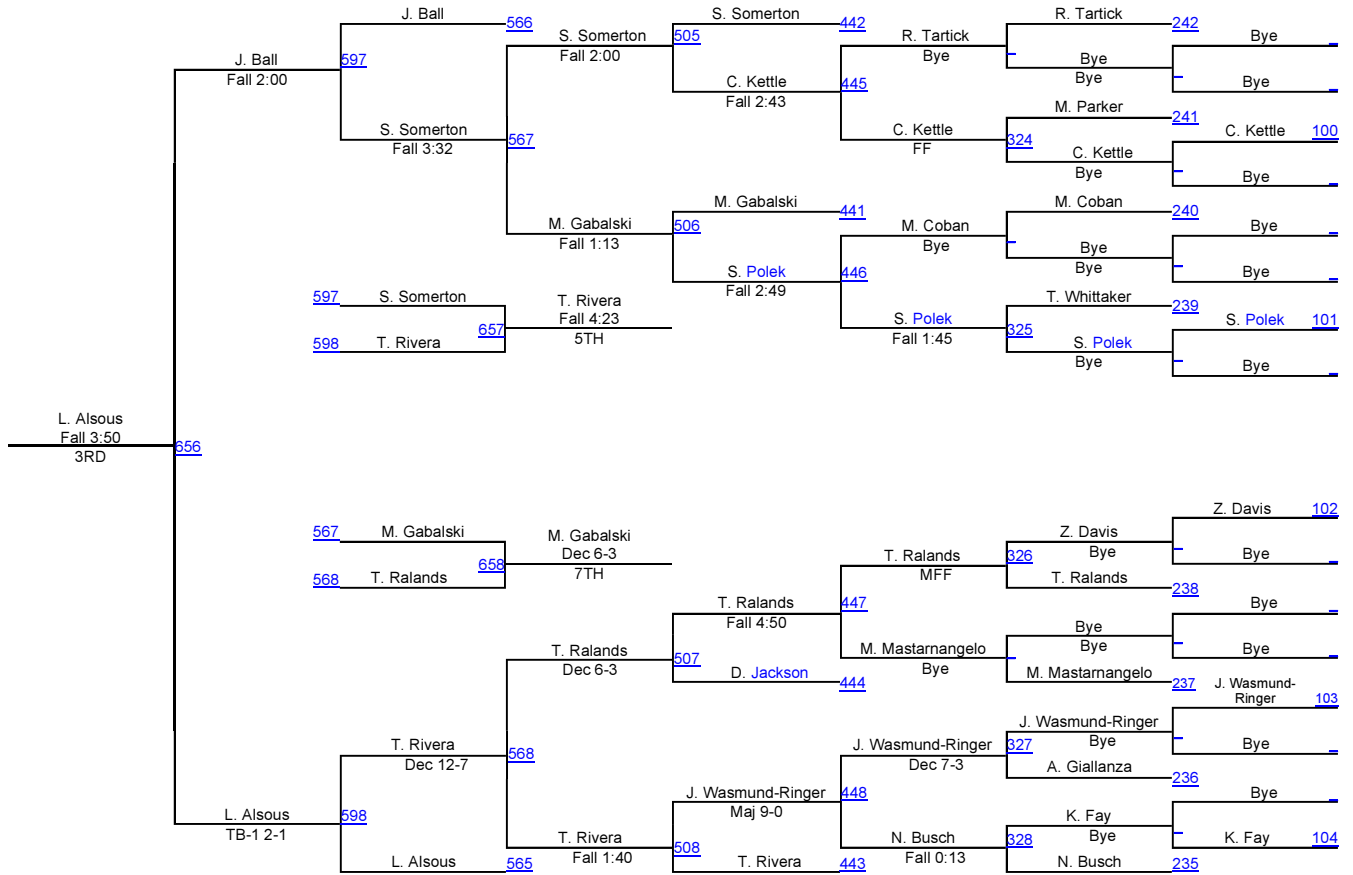 J. Ball
566
S. Somerton
442
R. Tartick
242
Bye
S. Somerton
Fall 2:00
505
R. Tartick
Bye
Bye
Bye
Bye
J. Ball
Fall 2:00
597
C. Kettle
Fall 2:43
445
M. Parker
241
C. Kettle
100
S. Somerton
Fall 3:32
567
C. Kettle
FF
324
C. Kettle
Bye
Bye
M. Gabalski
441
M. Coban
240
Bye
M. Gabalski
Fall 1:13
506
M. Coban
Bye
Bye
Bye
Bye
S. Polek
Fall 2:49
446
597
S. Somerton
T. Rivera
Fall 4:23
5TH
657
598
T. Rivera
S. Polek
Fall 1:45
325
T. Whittaker
239
S. Polek
101
S. Polek
Bye
Bye
L. Alsous
Fall 3:50
3RD
656
567
M. Gabalski
M. Gabalski
Dec 6-3
7TH
658
568
T. Ralands
Z. Davis
102
Z. Davis
Bye
Bye
T. Ralands
MFF
326
T. Ralands
238
T. Ralands
Fall 4:50
447
Bye
Bye
Bye
Bye
T. Ralands
Dec 6-3
507
M. Mastarnangelo
Bye
M. Mastarnangelo
237
D. Jackson
444
J. Wasmund-
Ringer
103
J. Wasmund-Ringer
Bye
Bye
T. Rivera
Dec 12-7
568
J. Wasmund-Ringer
Dec 7-3
327
A. Giallanza
236
J. Wasmund-Ringer
Maj 9-0
448
Bye
L. Alsous
TB-1 2-1
598
K. Fay
Bye
K. Fay
104
T. Rivera
Fall 1:40
508
N. Busch
Fall 0:13
328
L. Alsous
565
T. Rivera
443
N. Busch
235